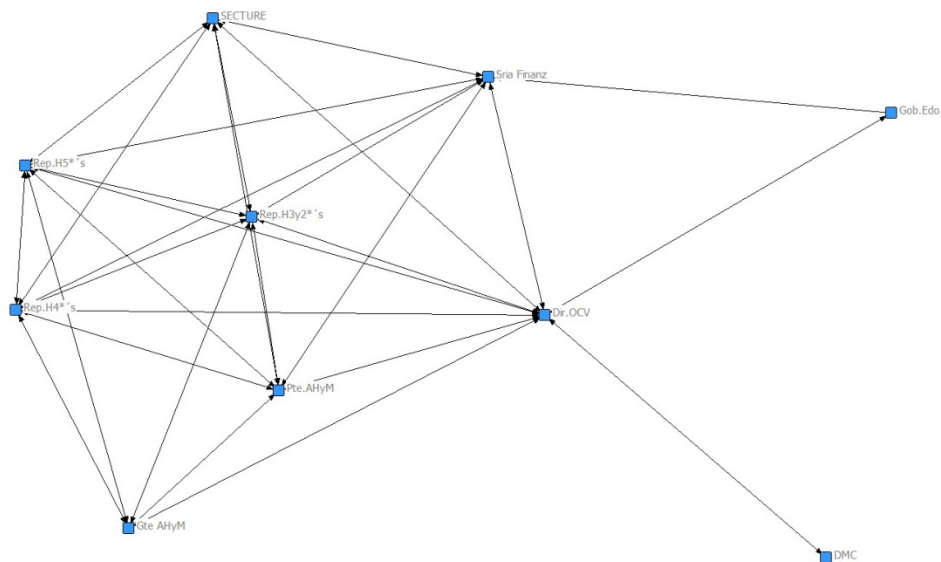 SECTURE
Sria Finanz
Gob.Edo.
Rep.H5*´s
Rep.H3y2*´s
Rep.H4*´s
Dir.OCV
Pte.AHyM
Gte AHyM
DMC